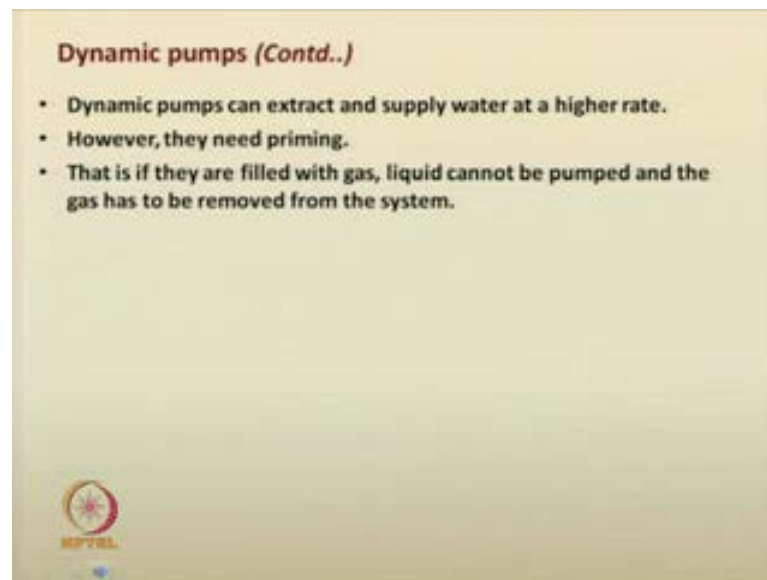 Dynamic pumps (Contd..)
• Dynamic pumps can extract and supply water at a higher rate.
• However, they need priming.
• That is if they are filled with gas, liquid cannot be pumped and the
gas has to be removed from the system.
NPTEL